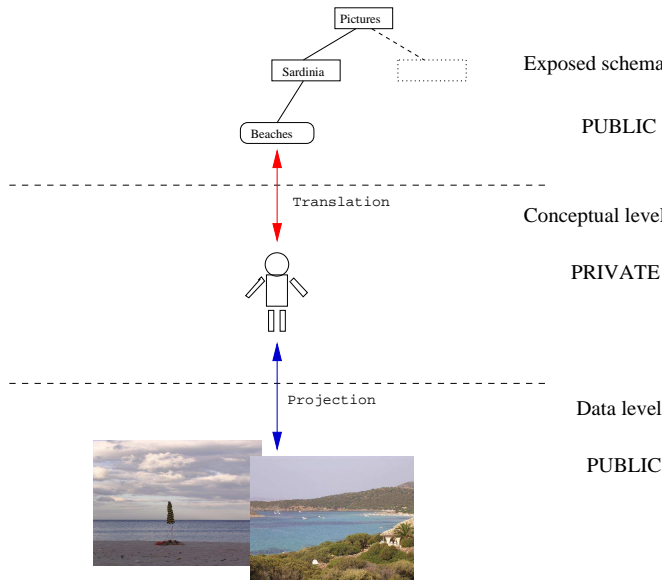 Pictures
Sardinia
Exposed schema
Beaches
PUBLIC
Translation
Conceptual level
PRIVATE
Projection
Data level
PUBLIC